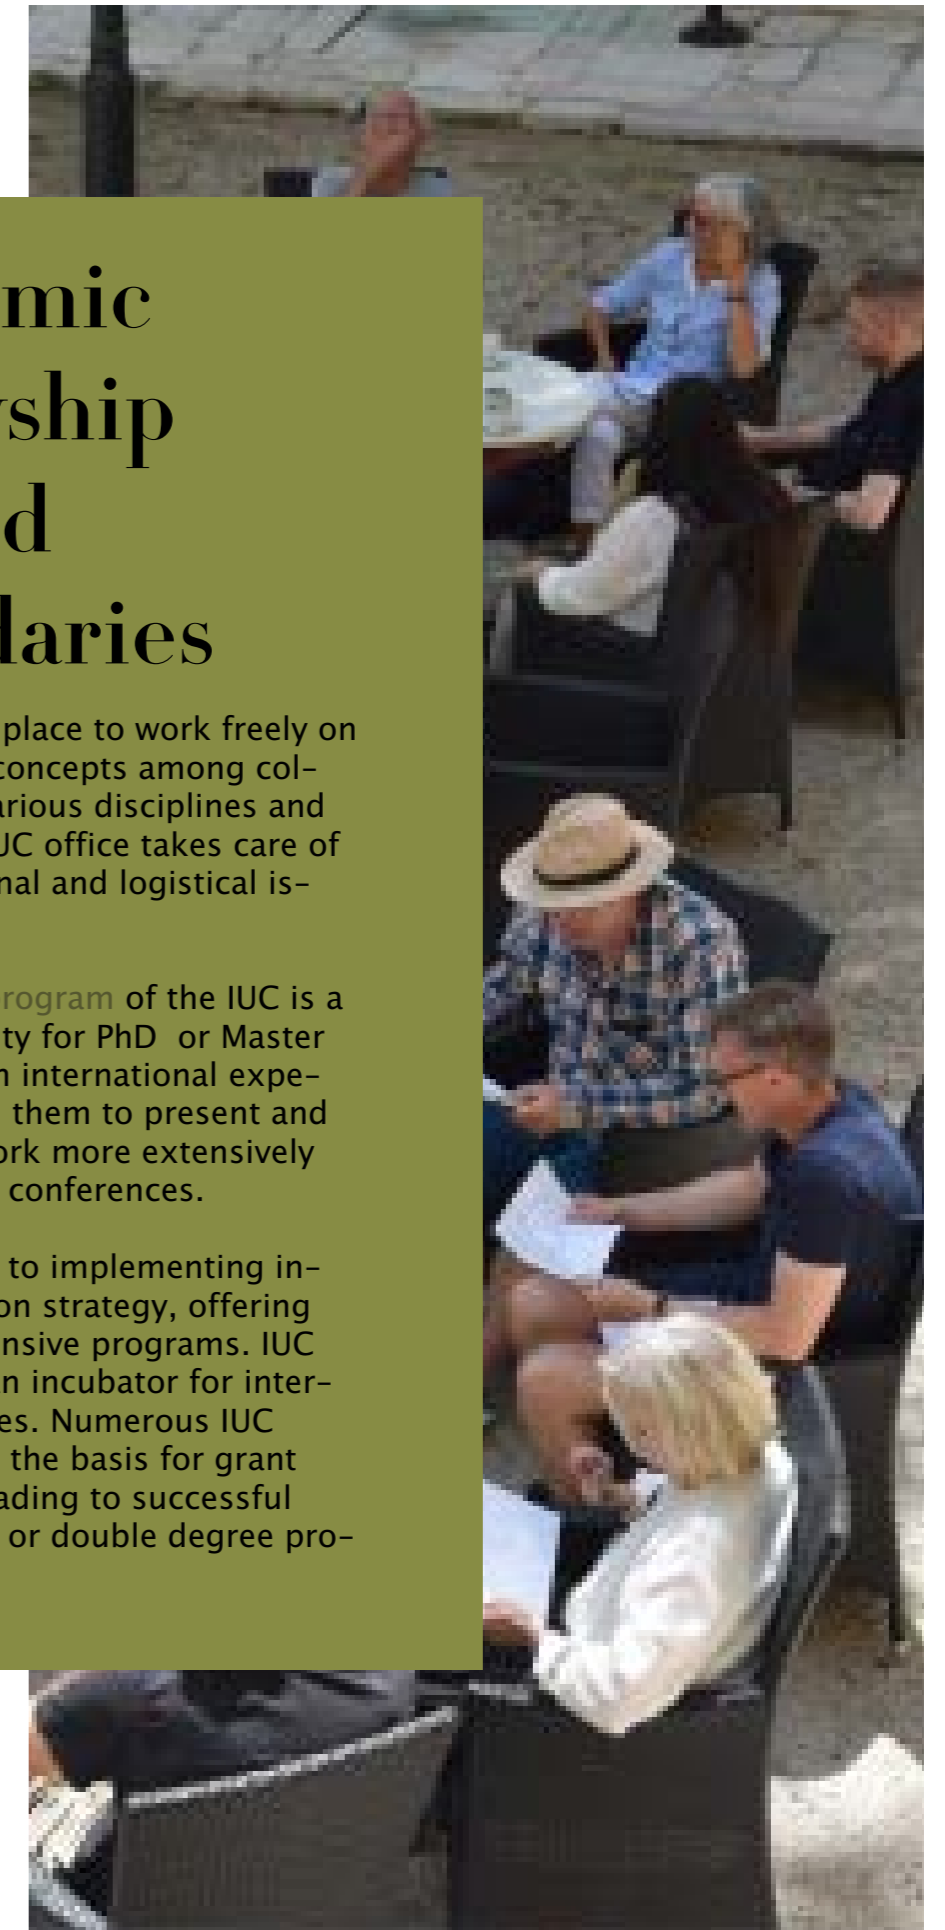 mic
ship
d
daries
place to work freely on
concepts among col-
arious disciplines and
UC office takes care of
nal and logistical is-
rogram of the IUC is a
ty for PhD or Master
n international expe-
them to present and
ork more extensively
conferences.
to implementing in-
on strategy, offering
nsive programs. IUC
n incubator for inter-
es. Numerous IUC
the basis for grant
ading to successful
or double degree pro-